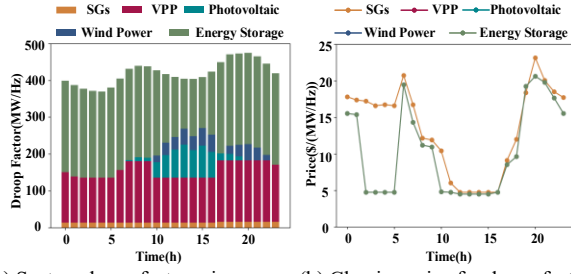 SGs VPP Photovoltaic
Wind Power Energy Storage
Droop Factor(MW/Hz)
500
400
300
200
100
0
0 5 10 15 20
Time(h)
SGs VPP Photovoltaic
Wind Power Energy Storage
Price($/(MW/Hz))
25
20
15
10
5
0
0 5 10 15 20
Time(h)